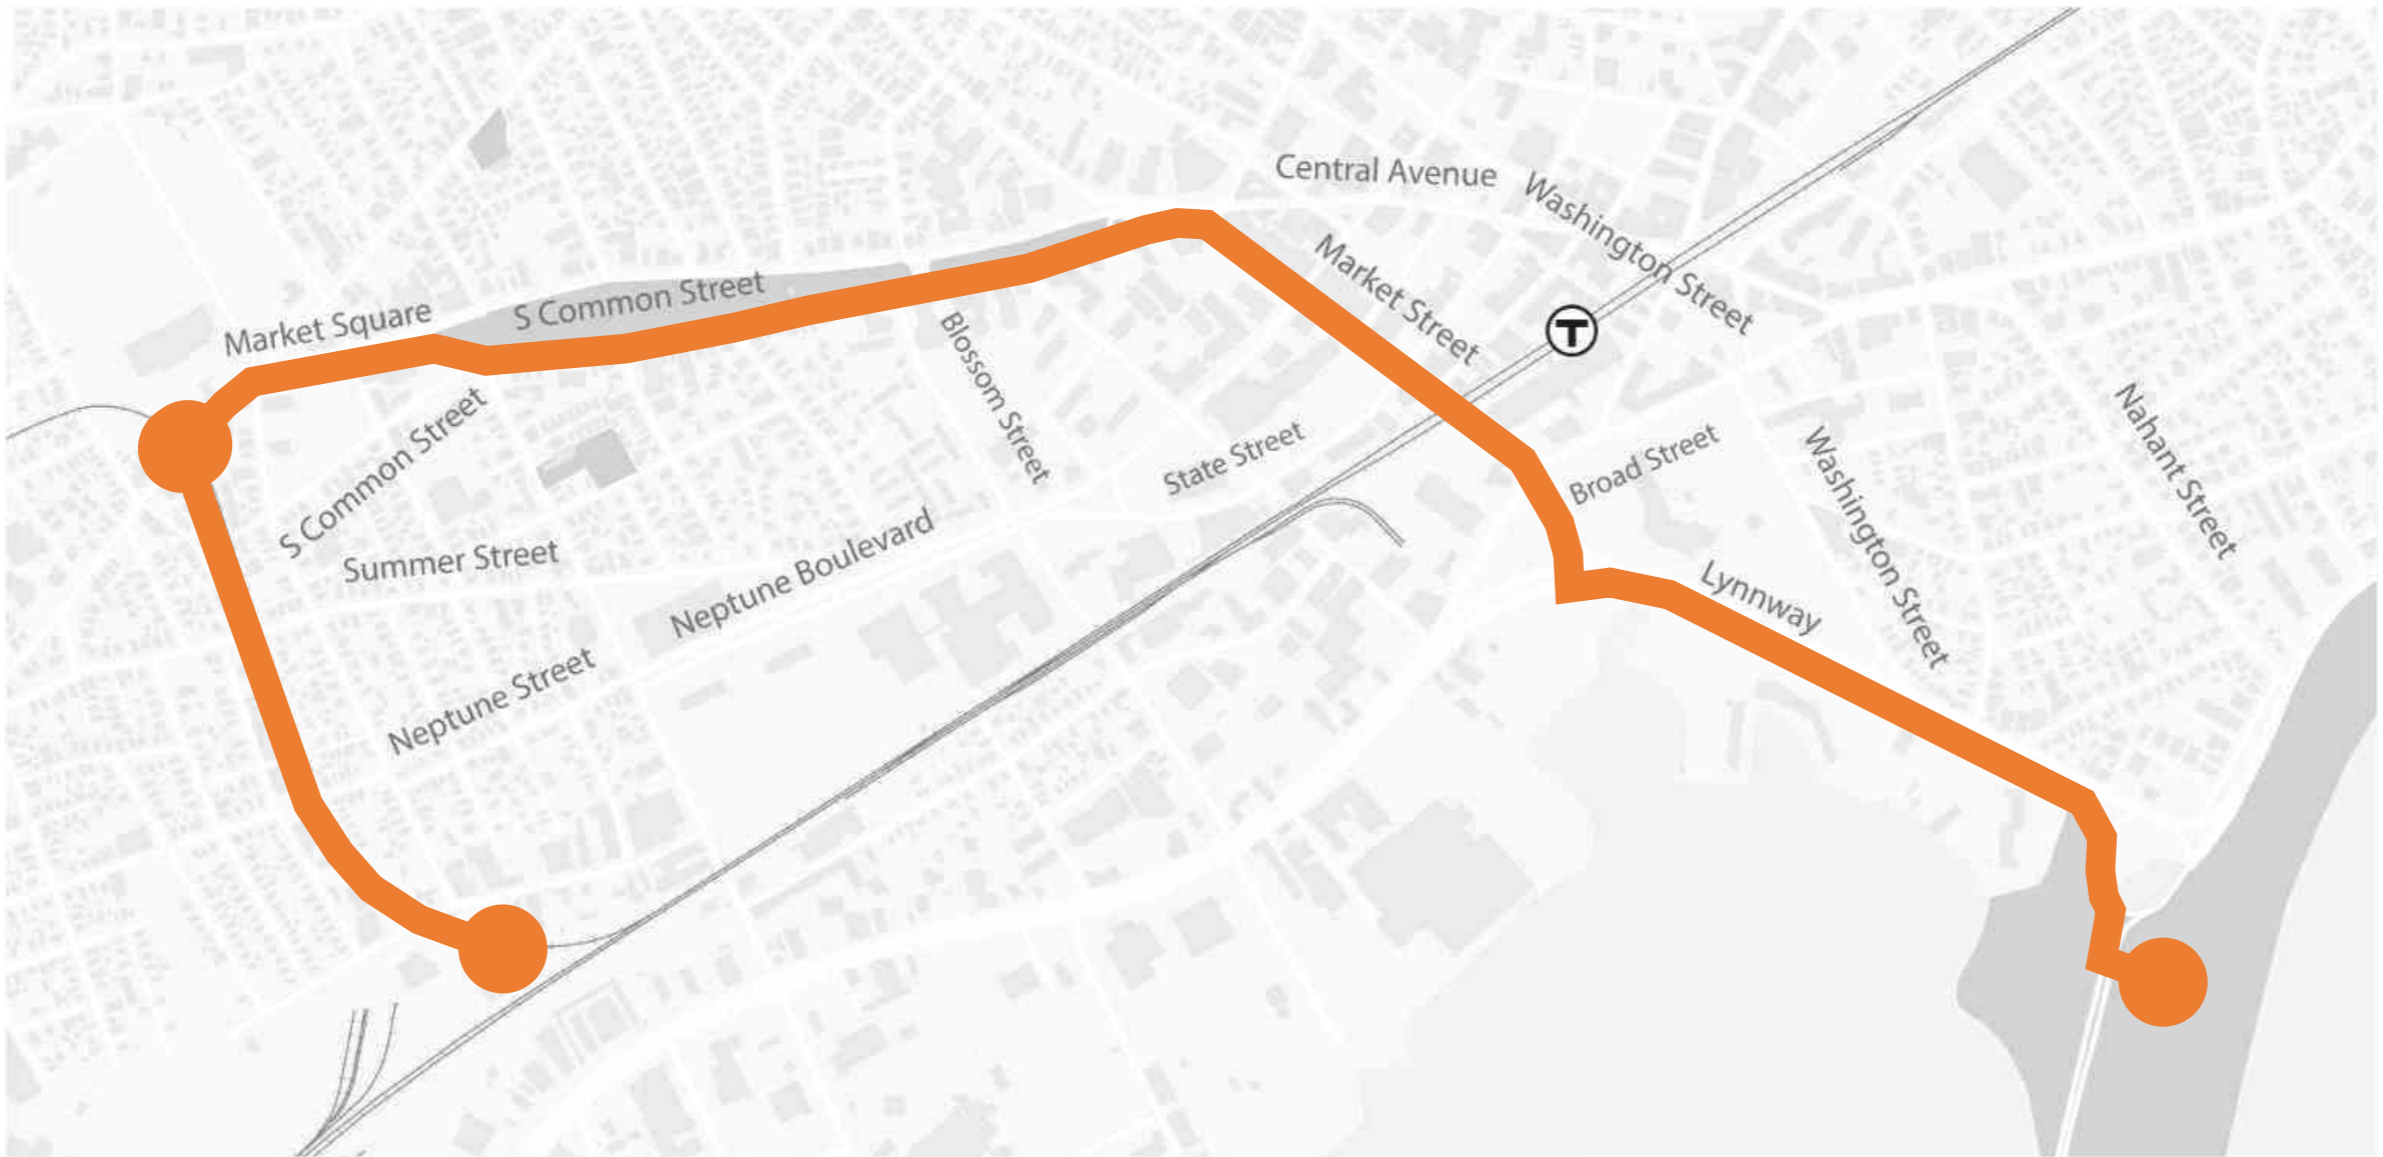 Central Avenue
Washington Street
Market Street
Market Square
S Common Street
T
Blossom Street
S Common Street
State Street
Broad Street
Washington Street
Nahant Street
Summer Street
Neptune Boulevard
Lynnway
Neptune Street